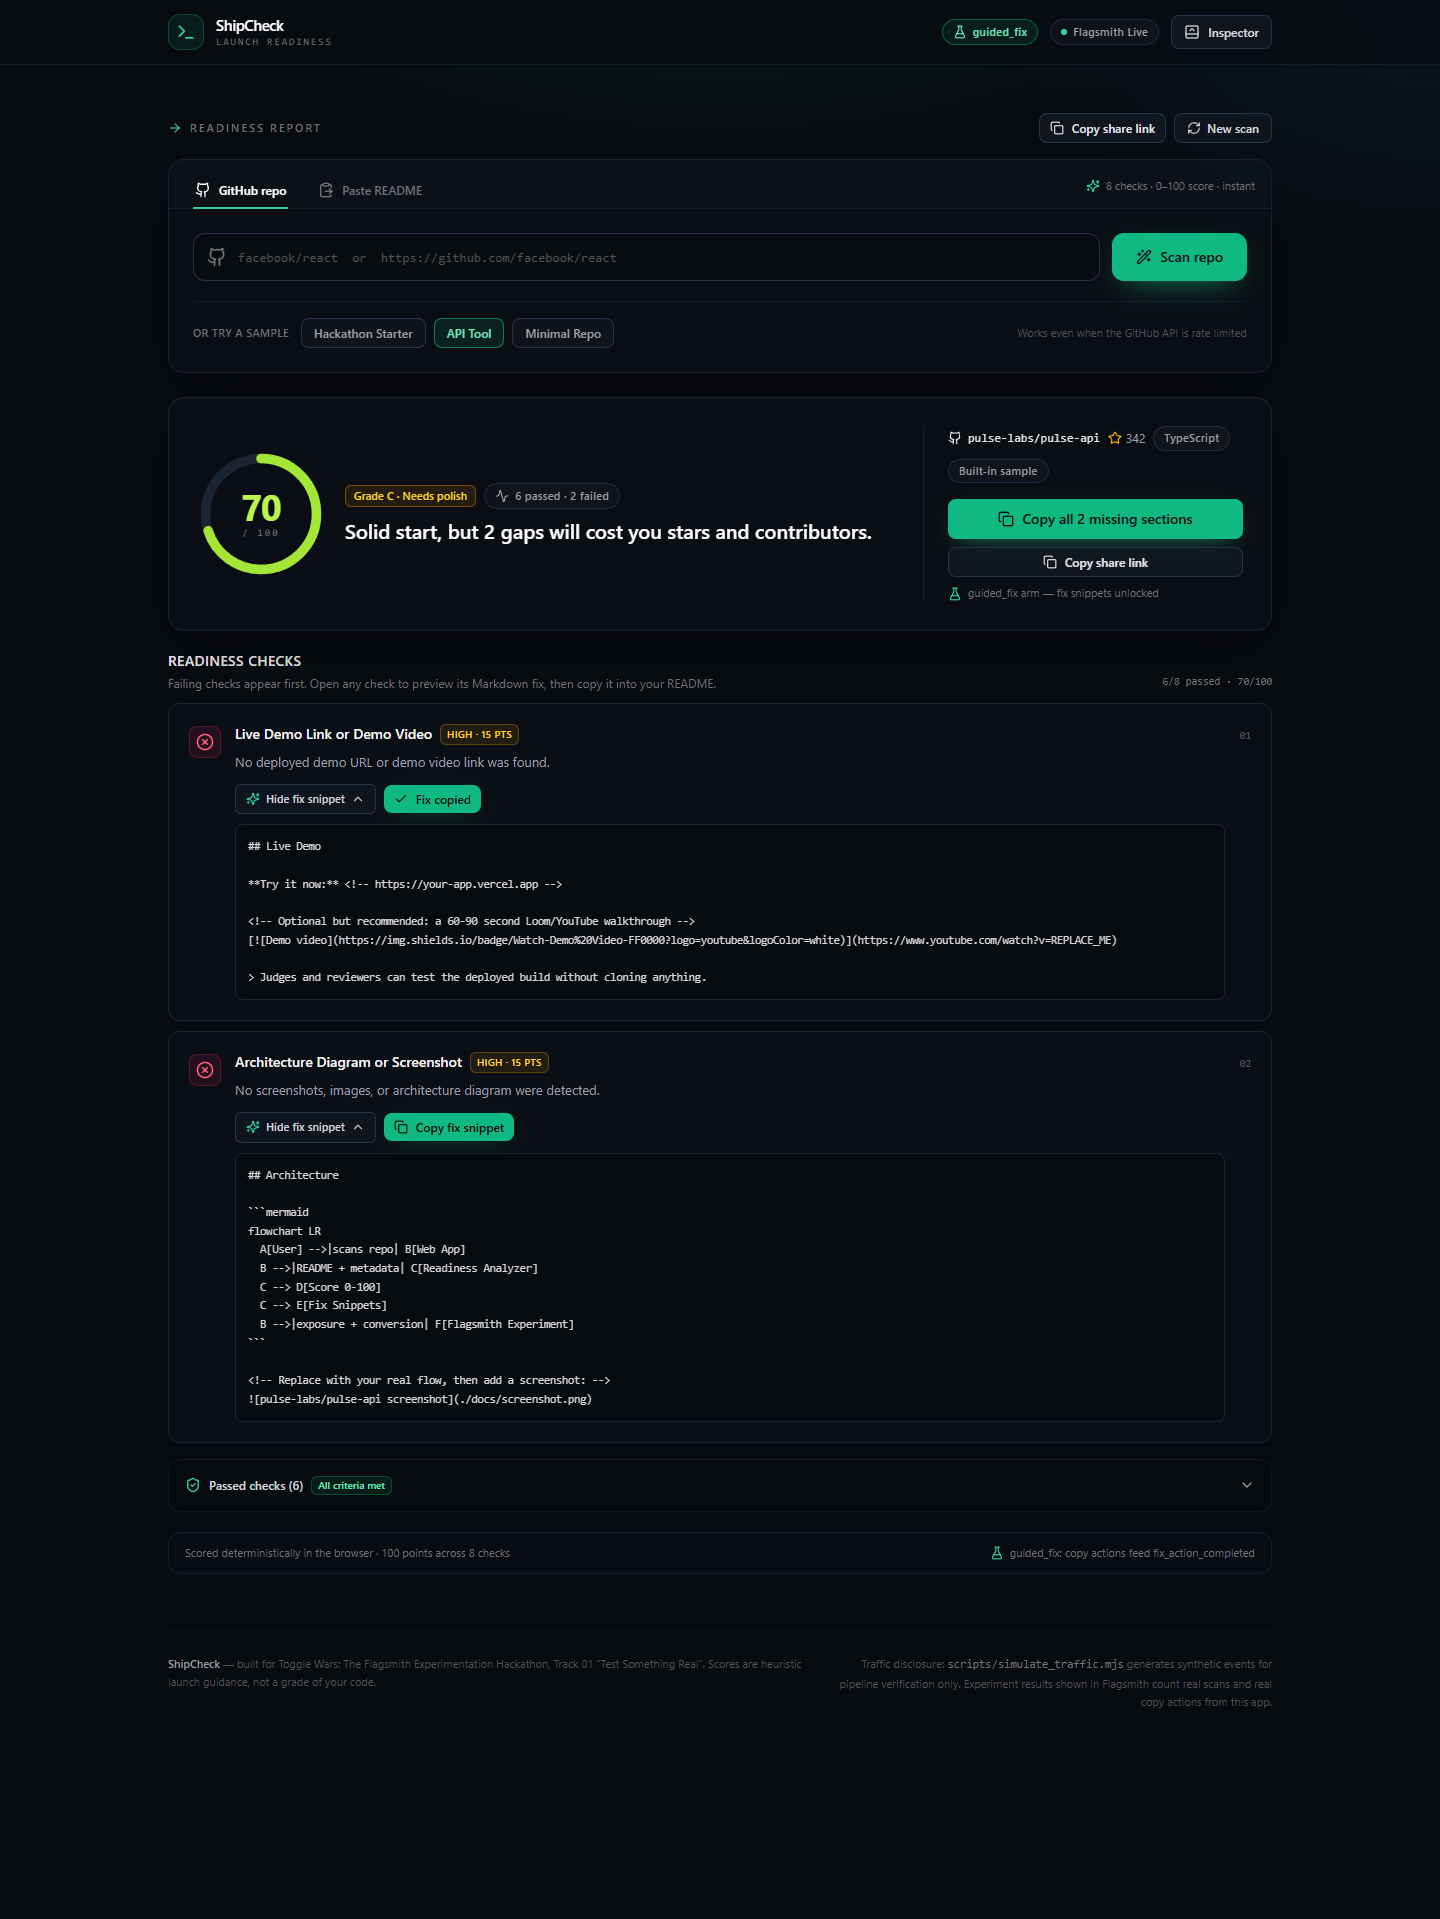 ShipCheck
LAUNCH READINESS
guided_fix
Flagsmith Live
Inspector
READINESS REPORT
Copy share link
New scan
GitHub repo
Paste README
8 checks · 0–100 score · instant
facebook/react or https://github.com/facebook/react
Scan repo
OR TRY A SAMPLE
Hackathon Starter
API Tool
Minimal Repo
Works even when the GitHub API is rate limited
70
/ 100
Grade C · Needs polish
6 passed · 2 failed
Solid start, but 2 gaps will cost you stars and contributors.
pulse-labs/pulse-api
342
TypeScript
Built-in sample
Copy all 2 missing sections
Copy share link
guided_fix arm — fix snippets unlocked
READINESS CHECKS
Failing checks appear first. Open any check to preview its Markdown fix, then copy it into your README.
6/8 passed · 70/100
Live Demo Link or Demo Video
HIGH · 15 PTS
01
No deployed demo URL or demo video link was found.
Hide fix snippet
Fix copied
## Live Demo
**Try it now:** <!-- https://your-app.vercel.app -->
<!-- Optional but recommended: a 60-90 second Loom/YouTube walkthrough -->
[![Demo video](https://img.shields.io/badge/Watch-Demo%20Video-FF0000?logo=youtube&logoColor=white)](https://www.youtube.com/watch?v=REPLACE_ME)
> Judges and reviewers can test the deployed build without cloning anything.
Architecture Diagram or Screenshot
HIGH · 15 PTS
02
No screenshots, images, or architecture diagram were detected.
Hide fix snippet
Copy fix snippet
## Architecture
```mermaid
flowchart LR
  A[User] -->|scans repo| B[Web App]
  B -->|README + metadata| C[Readiness Analyzer]
  C --> D[Score 0-100]
  C --> E[Fix Snippets]
  B -->|exposure + conversion| F[Flagsmith Experiment]
```
<!-- Replace with your real flow, then add a screenshot: -->
![pulse-labs/pulse-api screenshot](./docs/screenshot.png)
Passed checks (6)
All criteria met
Scored deterministically in the browser · 100 points across 8 checks
guided_fix: copy actions feed fix_action_completed
ShipCheck — built for Toggle Wars: The Flagsmith Experimentation Hackathon, Track 01 "Test Something Real". Scores are heuristic
launch guidance, not a grade of your code.
Traffic disclosure: scripts/simulate_traffic.mjs generates synthetic events for
pipeline verification only. Experiment results shown in Flagsmith count real scans and real
copy actions from this app.